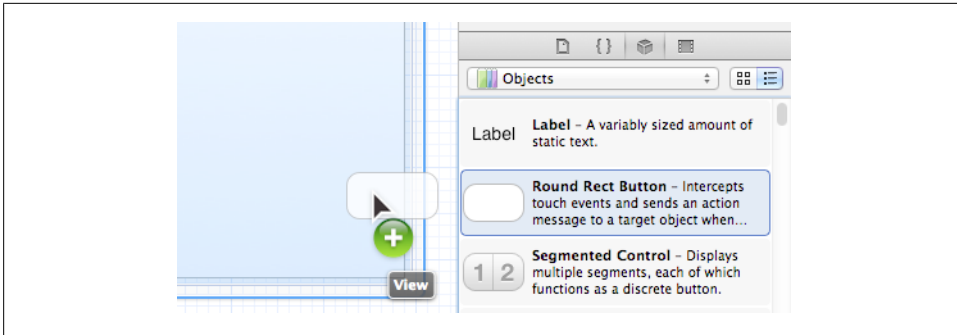 { }
Objects
Label
Label – A variably sized amount of
static text.
Round Rect Button – Intercepts
touch events and sends an action
message to a target object when...
1 2
Segmented Control – Displays
multiple segments, each of which
functions as a discrete button.
View